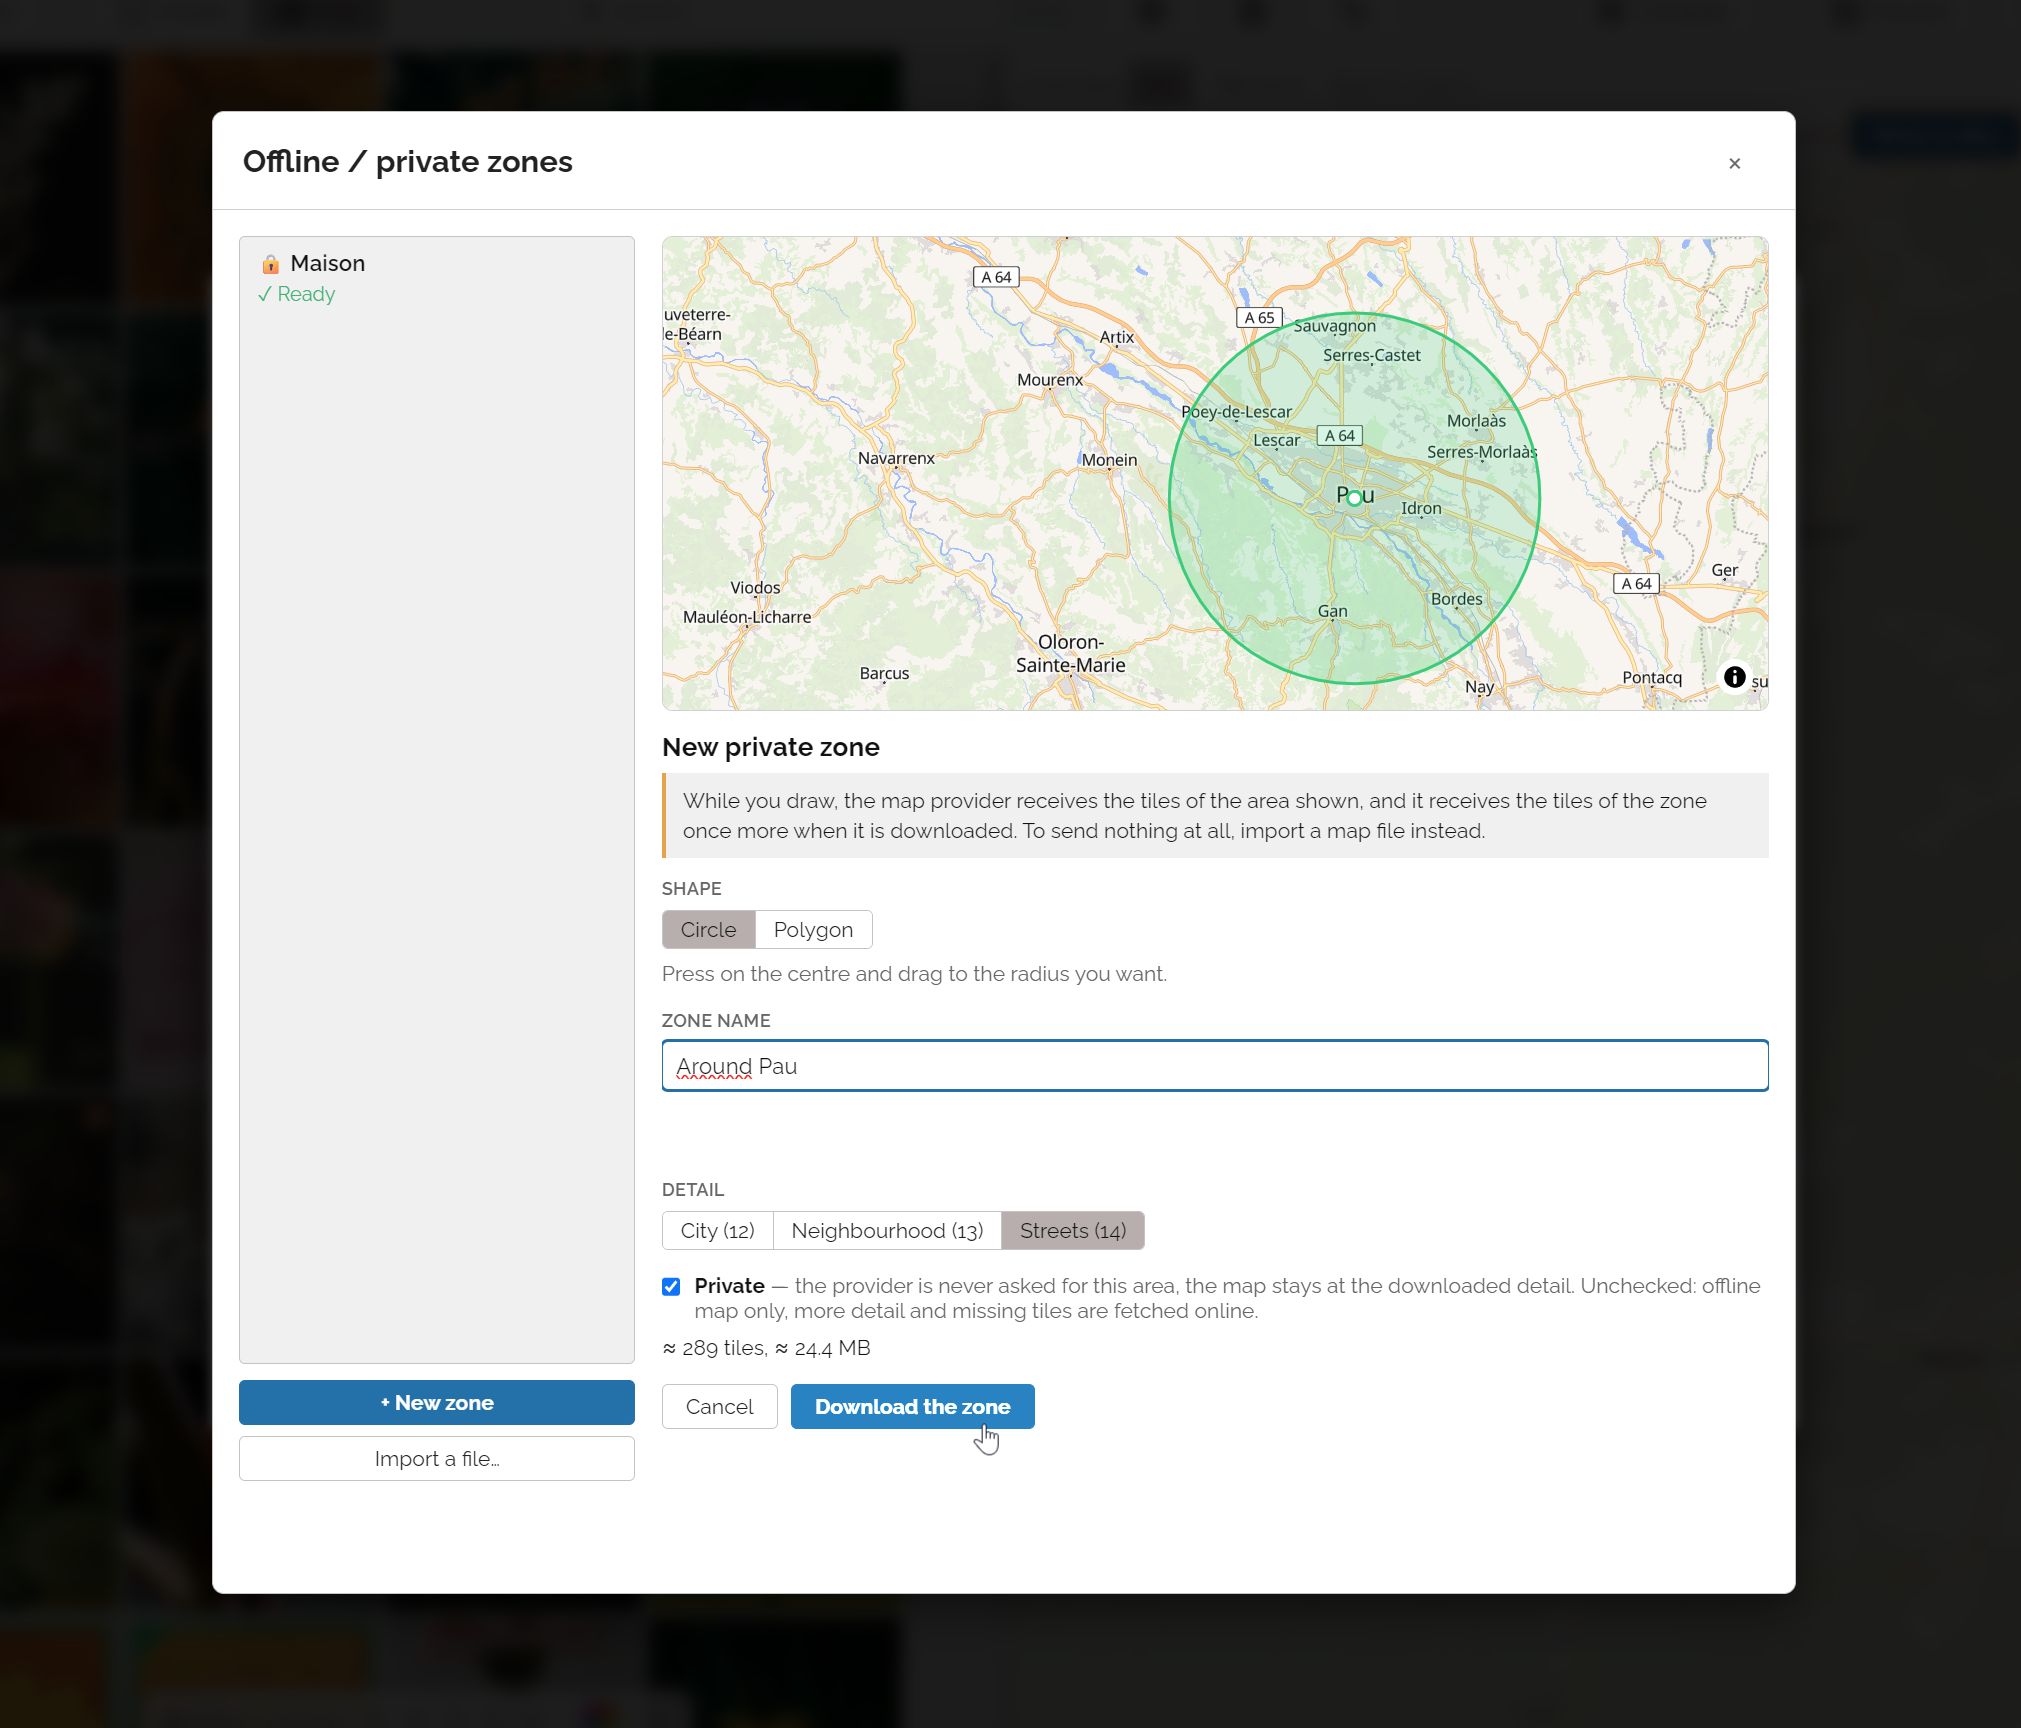 Offline / private zones
×
Maison
✓ Ready
+ New zone
Import a file...
A 64
A 65
uveterre-
le-Béarn
Artix
Sauvagnon
Serres-Castet
Mourenx
Poey-de-Lescar
Morlaàs
Lescar
A 64
Serres-Morlaàs
Navarrenx
Monein
Pau
Idron
Viodos
Mauléon-Licharre
Gan
Bordes
A 64
Ger
Oloron-
Sainte-Marie
Barcus
Nay
Pontacq
su
New private zone
While you draw, the map provider receives the tiles of the area shown, and it receives the tiles of the zone
once more when it is downloaded. To send nothing at all, import a map file instead.
SHAPE
Circle Polygon
Press on the centre and drag to the radius you want.
ZONE NAME
Around Pau
DETAIL
City (12) Neighbourhood (13) Streets (14)
Private — the provider is never asked for this area, the map stays at the downloaded detail. Unchecked: offline
map only, more detail and missing tiles are fetched online.
≈ 289 tiles, ≈ 24.4 MB
Cancel Download the zone